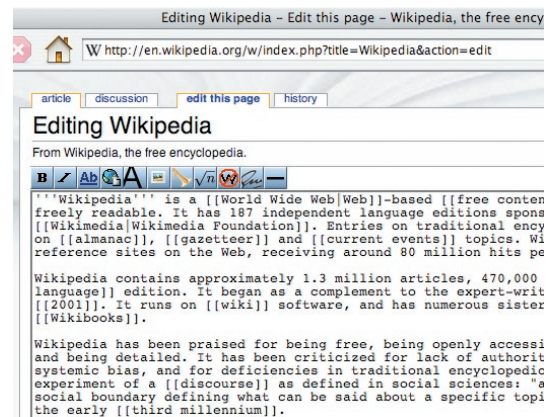 Editing Wikipedia – Edit this page – Wikipedia, the free ency
W http://en.wikipedia.org/w/index.php?title=Wikipedia&action=edit
article discussion edit this page history
Editing Wikipedia
From Wikipedia, the free encyclopedia.
B I Ab A √n W
'''Wikipedia''' is a [[World Wide Web|Web]]-based [[free conten
freely readable. It has 187 independent language editions spons
[[Wikimedia|Wikimedia Foundation]]. Entries on traditional ency
on [[almanac]], [[gazetteer]] and [[current events]] topics. Wi
reference sites on the Web, receiving around 80 million hits pe
Wikipedia contains approximately 1.3 million articles, 470,000
language]] edition. It began as a complement to the expert-writ
[[2001]]. It runs on [[wiki]] software, and has numerous sister
[[Wikibooks]].
Wikipedia has been praised for being free, being openly accessi
and being detailed. It has been criticized for lack of authorit
systemic bias, and for deficiencies in traditional encyclopedic
experiment of a [[discourse]] as defined in social sciences: "a
social boundary defining what can be said about a specific topi
the early [[third millennium]].